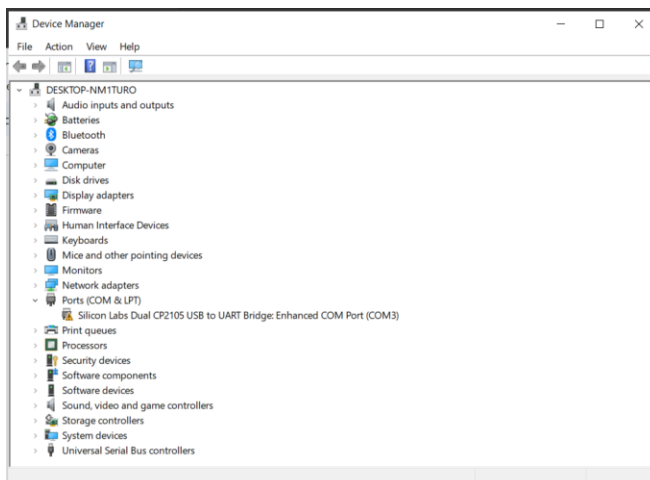 Device Manager
File Action View Help
DESKTOP-NM1TURO
Audio inputs and outputs
Batteries
Bluetooth
Cameras
Computer
Disk drives
Display adapters
Firmware
Human Interface Devices
Keyboards
Mice and other pointing devices
Monitors
Network adapters
Ports (COM & LPT)
Silicon Labs Dual CP2105 USB to UART Bridge: Enhanced COM Port (COM3)
Print queues
Processors
Security devices
Software components
Software devices
Sound, video and game controllers
Storage controllers
System devices
Universal Serial Bus controllers